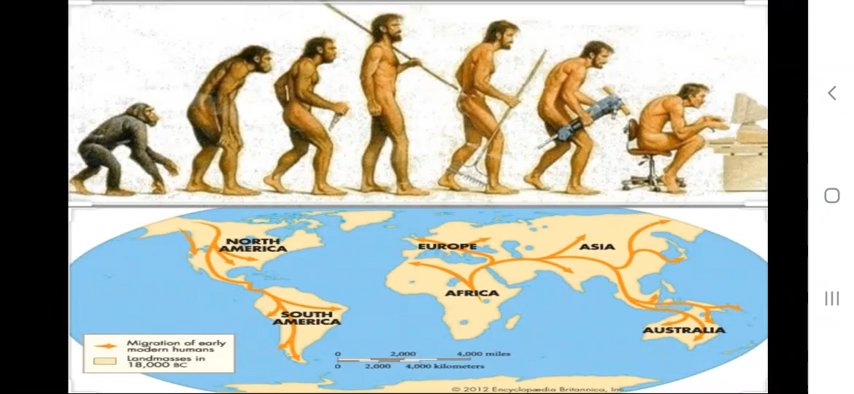 NORTH
AMERICA
EUROPE
ASIA
AFRICA
SOUTH
AMERICA
AUSTRALIA
Migration of early
modern humans
Landmasses in
18,000 BC
0 2,000 4,000 miles
0 2,000 4,000 kilometers
© 2012 Encyclopædia Britannica, In